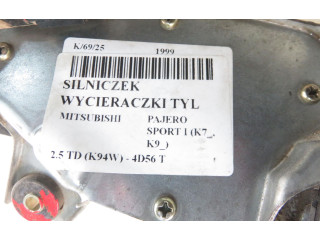 K/69/25 1999
SILNICZEK
WYCIERACZKI TYL
MITSUBISHI PAJERO
SPORT I (K7_,
K9_)
2.5 TD (K94W) - 4D56 T